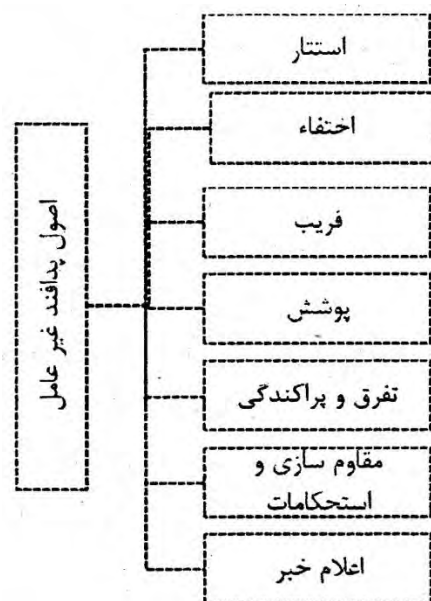 اصول پدافند غیر عامل
استتار
اختفاء
فریب
پوشش
تفرق و پراکندگی
مقاوم سازی و
استحکامات
اعلام خبر